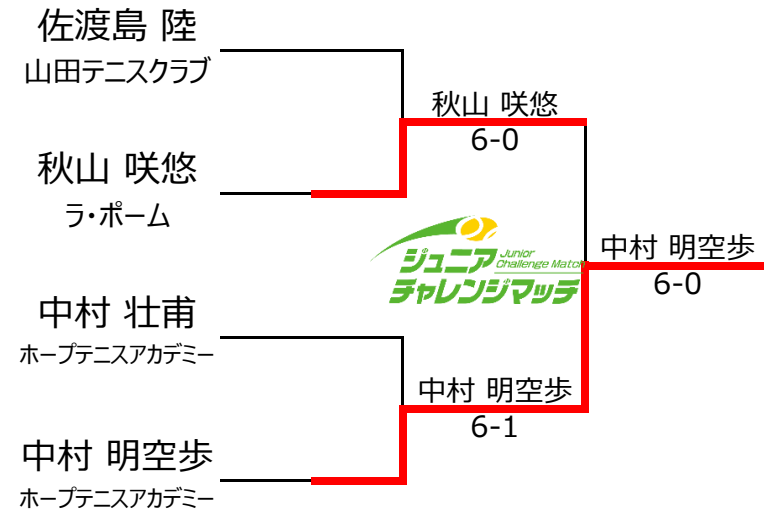 佐渡島 陸
山田テニスクラブ
秋山 咲悠
6-0
秋山 咲悠
ラ・ポーム
ジュニア
Junior
Challenge Match
チャレンジマッチ
中村 明空歩
6-0
中村 壮甫
ホープテニスアカデミー
中村 明空歩
6-1
中村 明空歩
ホープテニスアカデミー